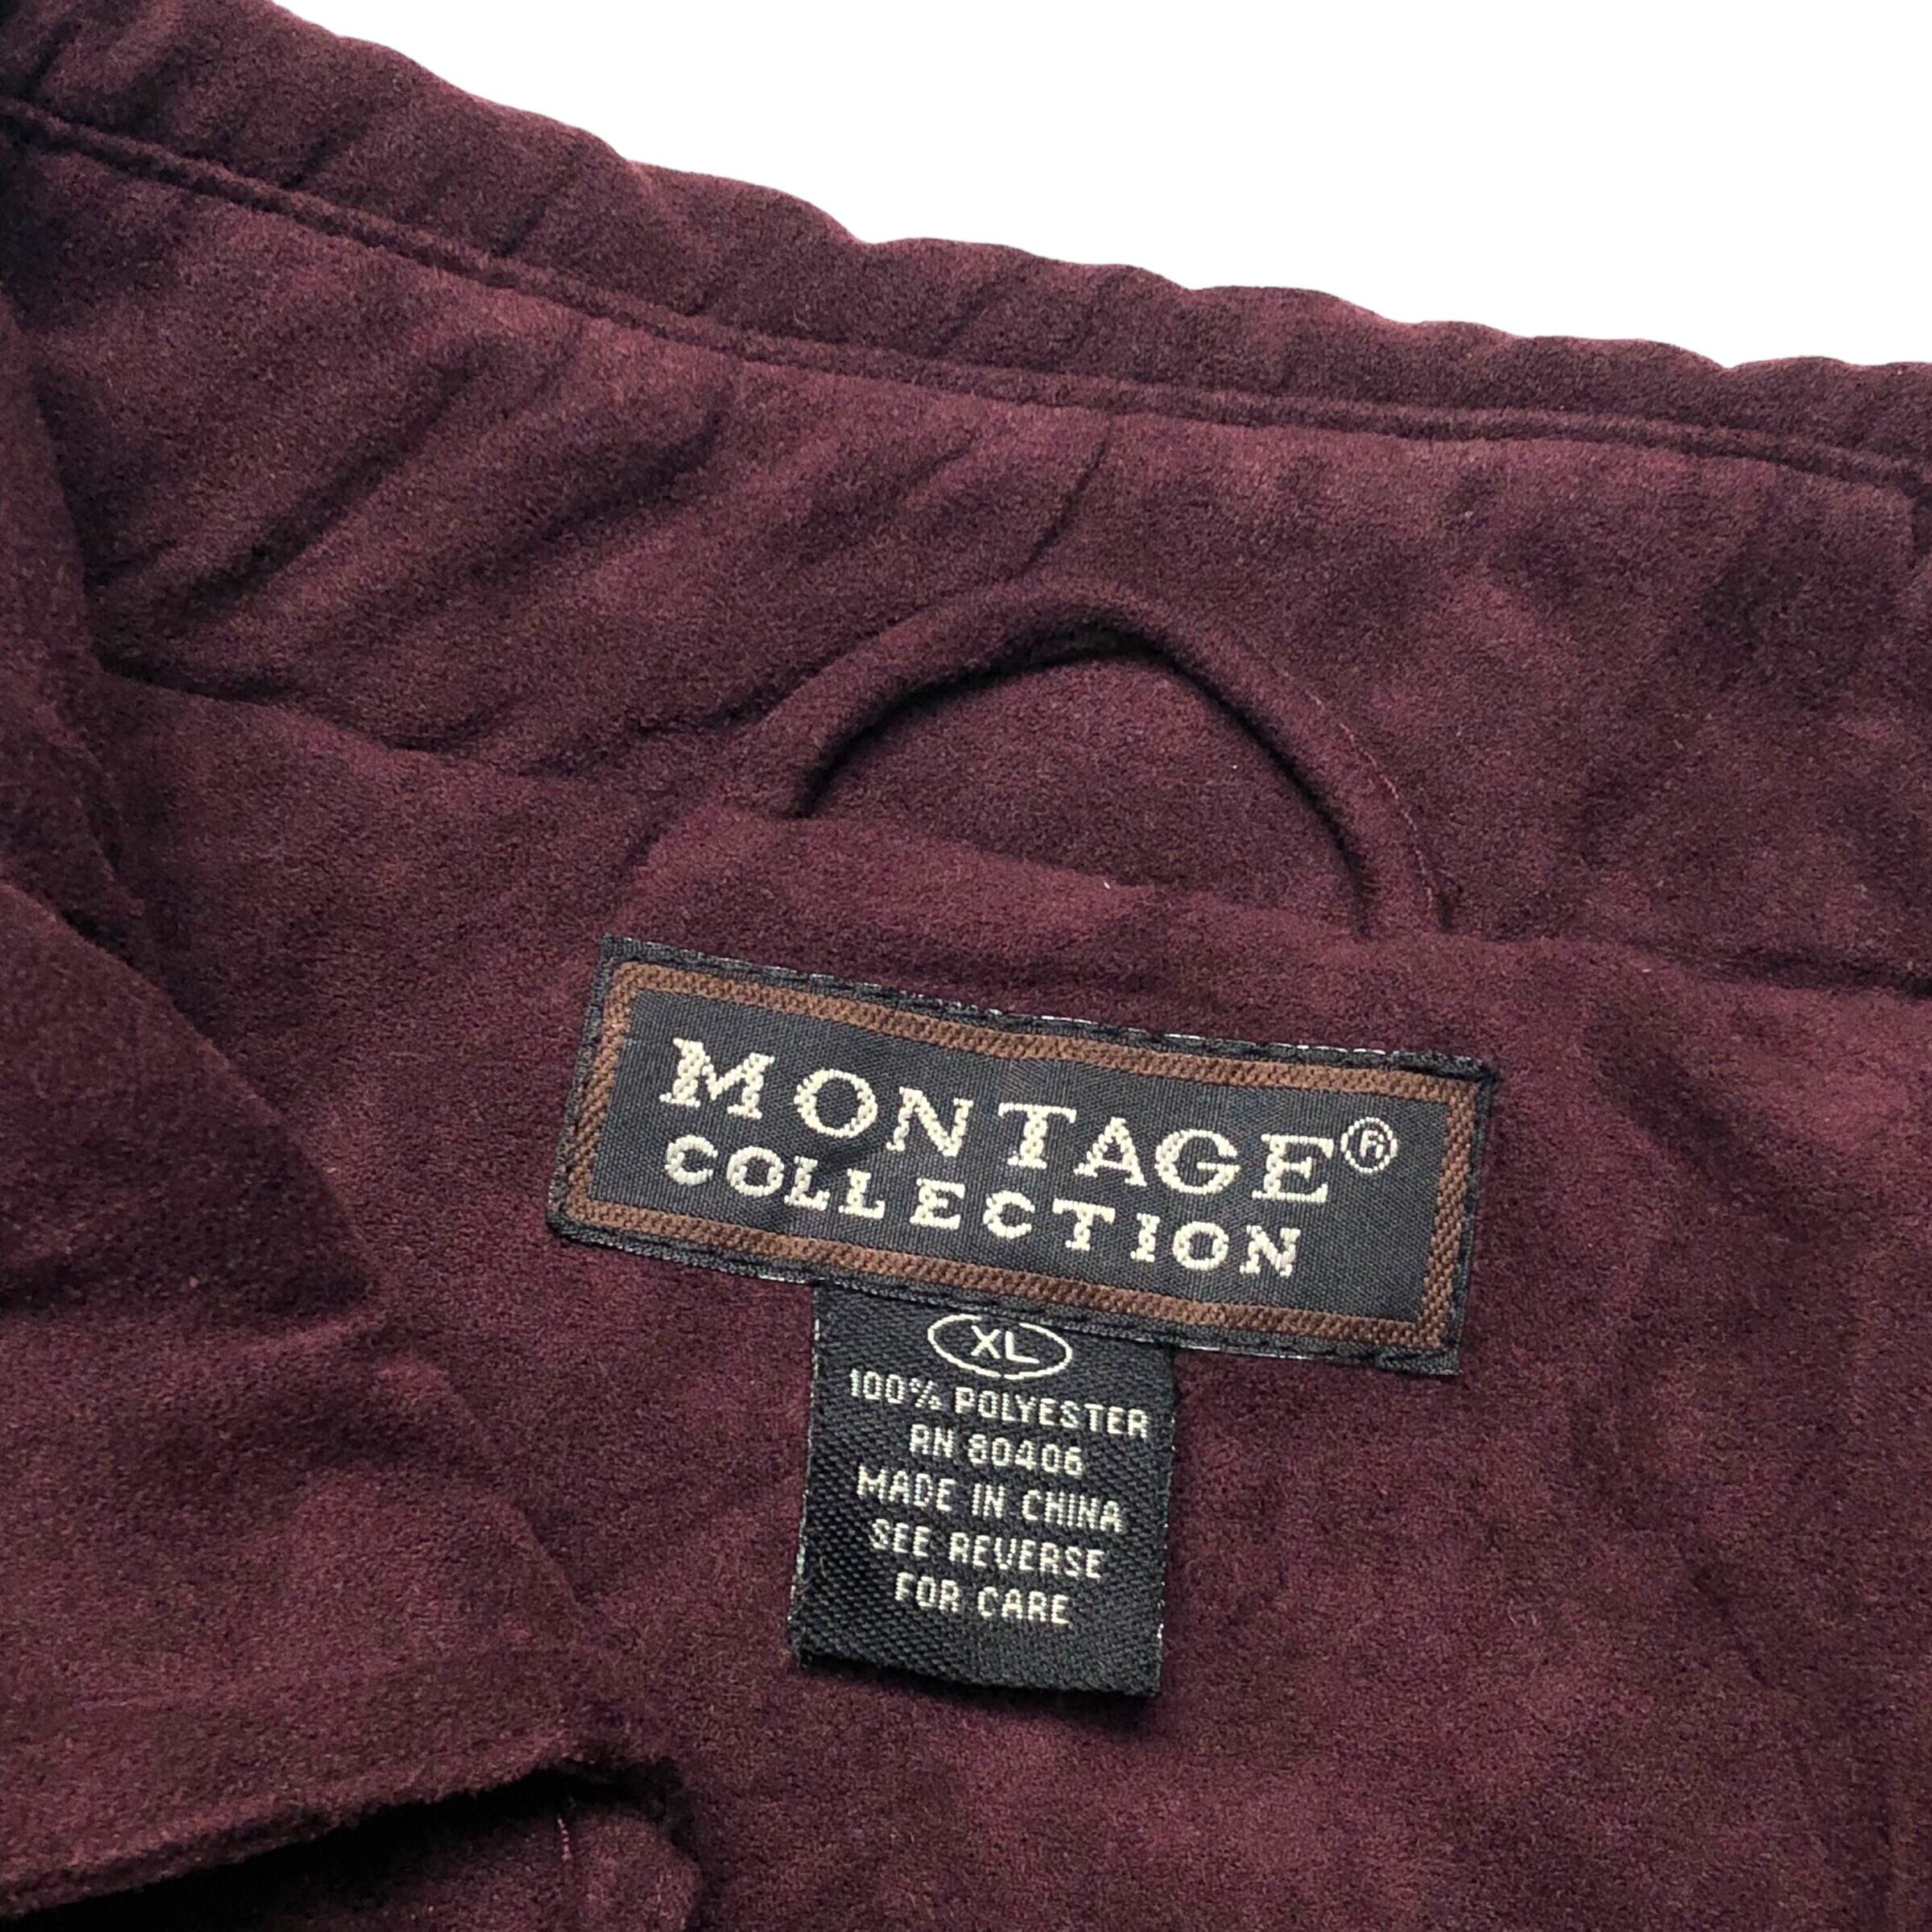 MONTAGE®
COLLECTION
XL
100% POLYESTER
RN 80406
MADE IN CHINA
SEE REVERSE
FOR CARE